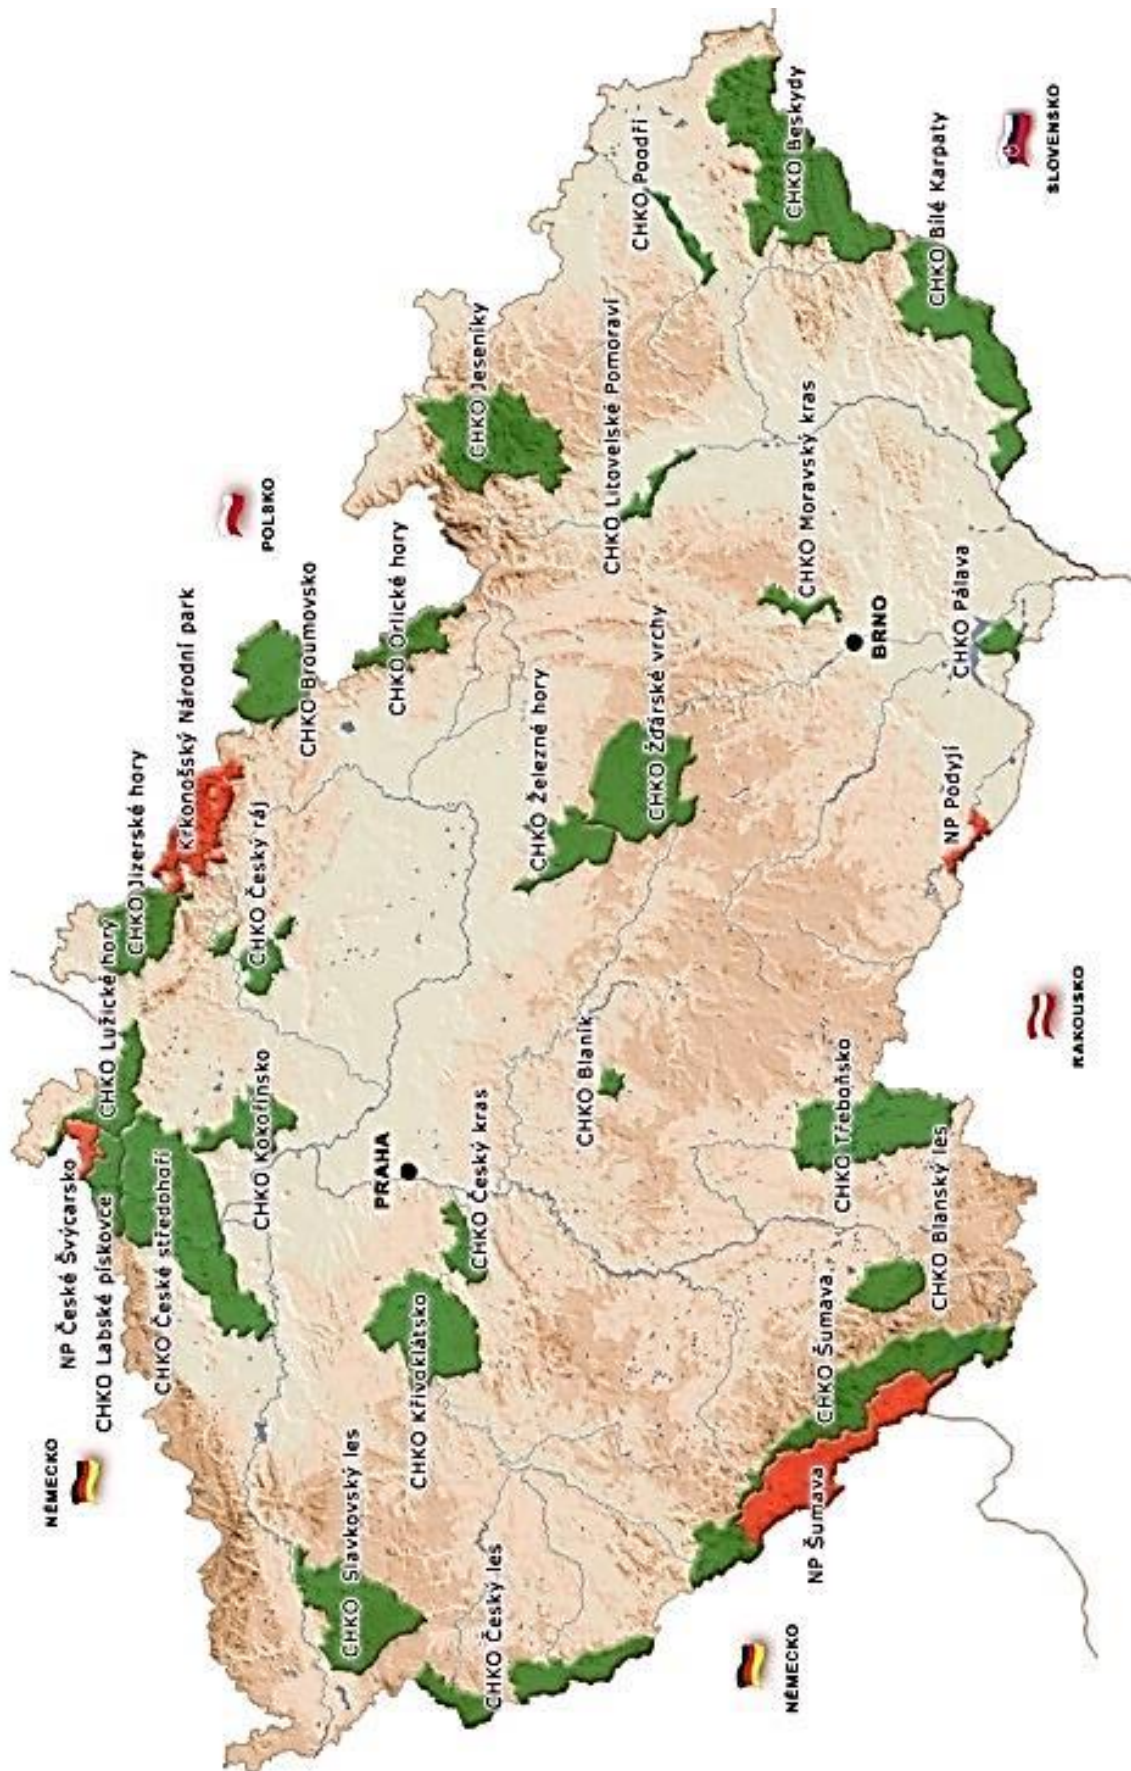 NĚMECKO
NP České Švýcarsko
CHKO Labské pískovce
CHKO Lužické hory
CHKO Jizerské hory
CHKO České středohoří
Krkonošský Národní park
CHKO Kokořínsko
CHKO Český ráj
POLSKO
CHKO Broumovsko
CHKO Slavkovský les
PRAHA
CHKO Orlické hory
CHKO Křivoklátsko
CHKO Český kras
CHKO Jeseníky
CHKO Český les
CHKO Železné hory
CHKO Blaník
CHKO Litovelské Pomoraví
CHKO Poodří
CHKO Žďárské vrchy
NĚMECKO
CHKO Beskydy
CHKO Moravský kras
NP Šumava
CHKO Šumava
CHKO Třeboňsko
BRNO
CHKO Blanský les
CHKO Bílé Karpaty
NP Pódyjí
CHKO Pálava
SLOVENSKO
RAKOUSKO